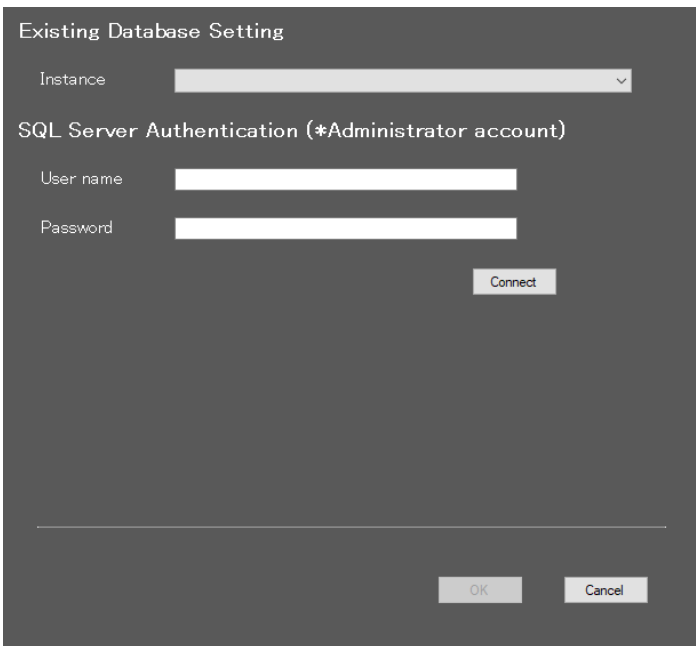 Existing Database Setting
Instance
SQL Server Authentication (*Administrator account)
User name
Password
Connect
OK
Cancel